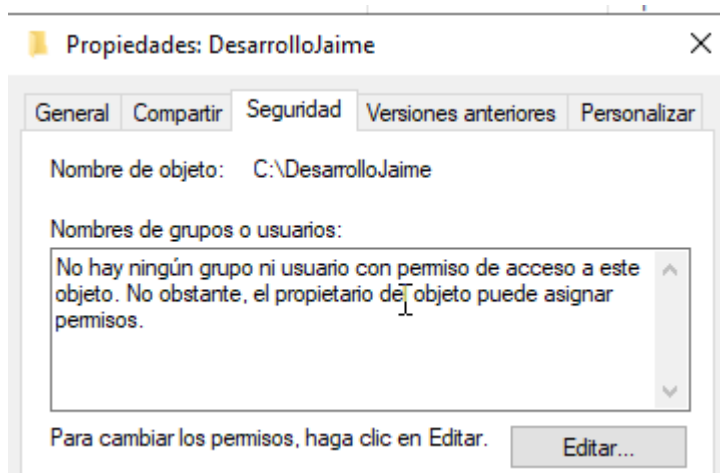 Propiedades: DesarrolloJaime
General Compartir Seguridad Versiones anteriores Personalizar
Nombre de objeto: C:\DesarrolloJaime
Nombres de grupos o usuarios:
No hay ningún grupo ni usuario con permiso de acceso a este
objeto. No obstante, el propietario del objeto puede asignar
permisos.
Para cambiar los permisos, haga clic en Editar. Editar...